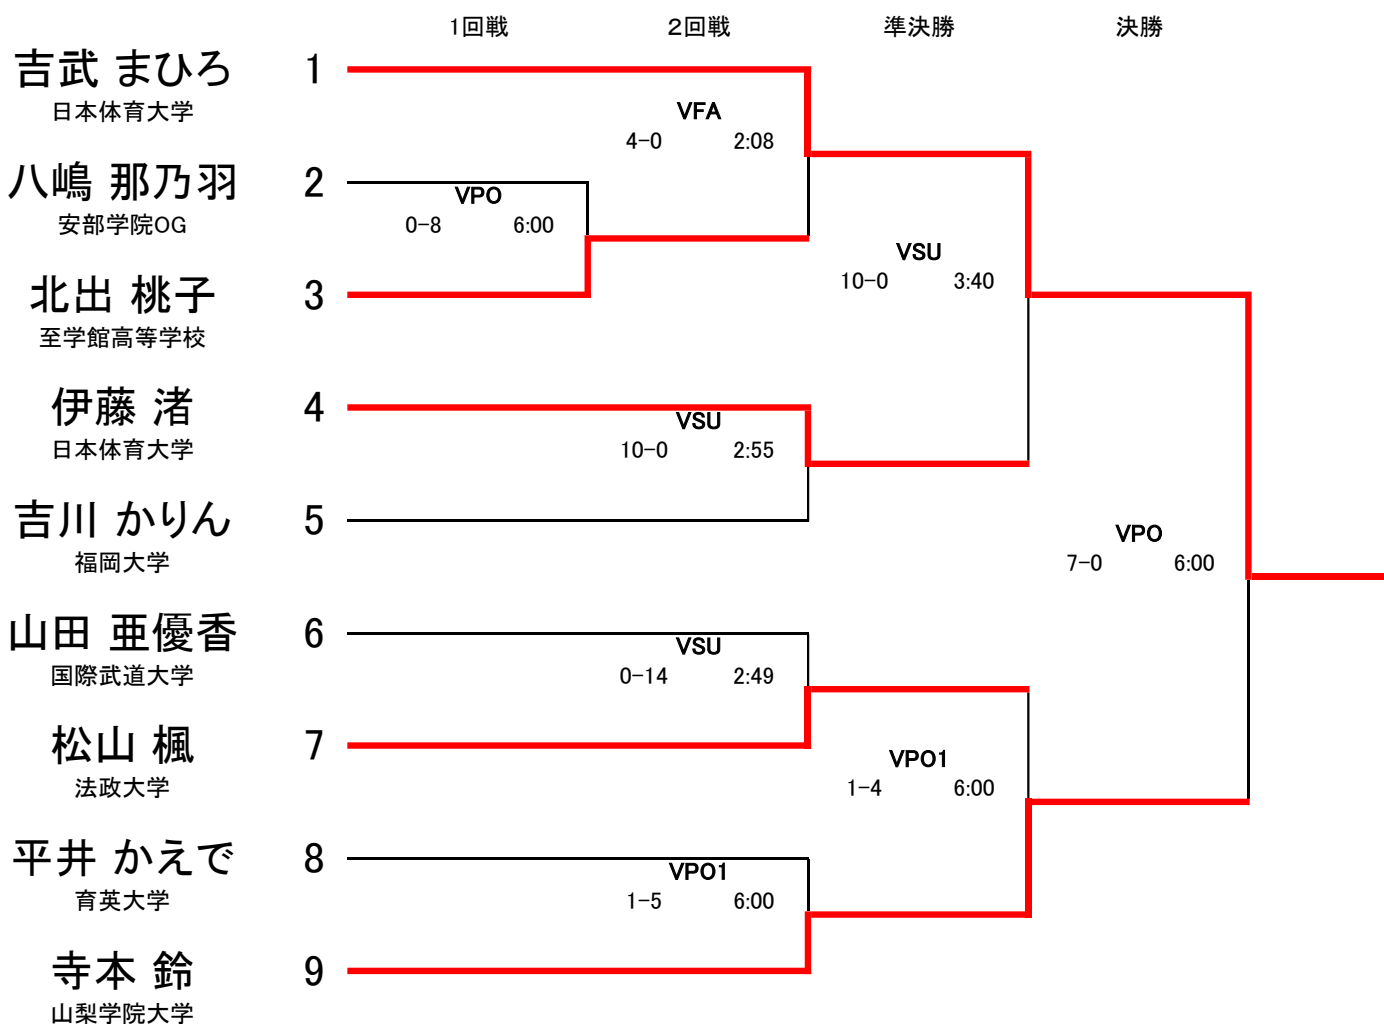 1回戦 2回戦 準決勝 決勝
吉武 まひろ 1
日本体育大学
VFA
4-0 2:08
八嶋 那乃羽 2
安部学院OG
VPO
0-8 6:00
VSU
10-0 3:40
北出 桃子 3
至学館高等学校
伊藤 渚 4
日本体育大学
VSU
10-0 2:55
吉川 かりん 5
福岡大学
VPO
7-0 6:00
山田 亜優香 6
国際武道大学
VSU
0-14 2:49
松山 楓 7
法政大学
VPO1
1-4 6:00
平井 かえで 8
育英大学
VPO1
1-5 6:00
寺本 鈴 9
山梨学院大学